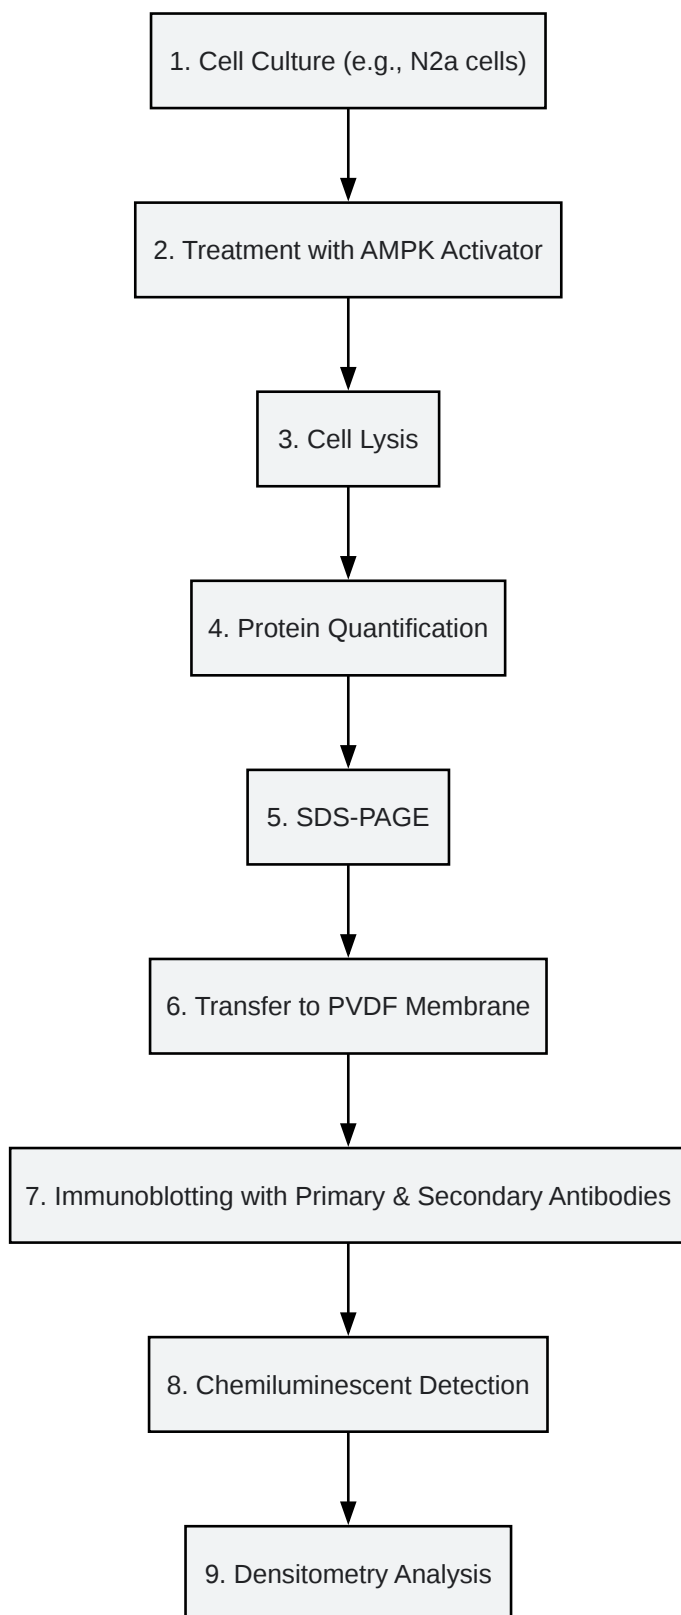 1. Cell Culture (e.g., N2a cells)
2. Treatment with AMPK Activator
3. Cell Lysis
4. Protein Quantification
5. SDS-PAGE
6. Transfer to PVDF Membrane
7. Immunoblotting with Primary & Secondary Antibodies
8. Chemiluminescent Detection
9. Densitometry Analysis